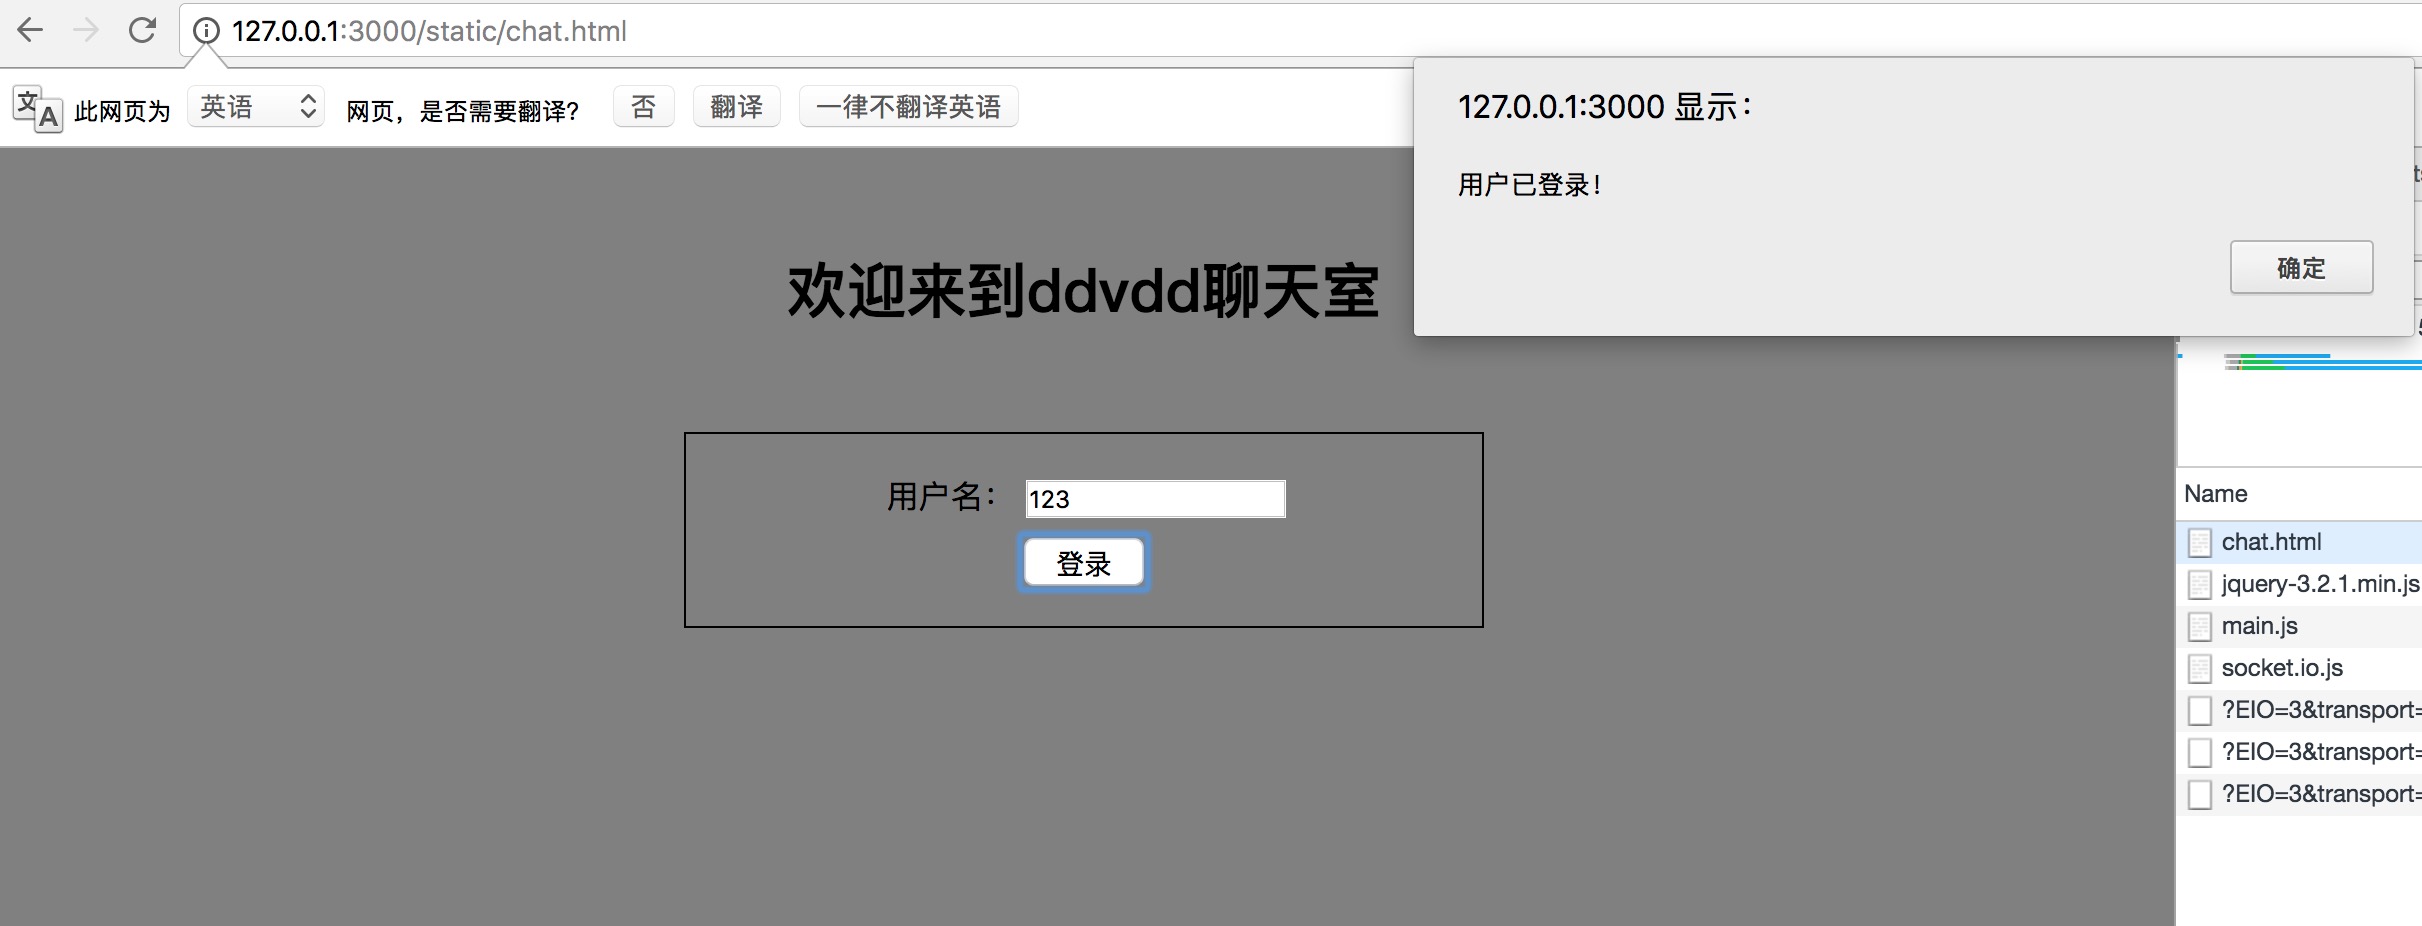 127.0.0.1:3000/static/chat.html
文A 此网页为 英语 网页，是否需要翻译？ 否 翻译 一律不翻译英语
127.0.0.1:3000 显示：
用户已登录！
确定
欢迎来到ddvdd聊天室
用户名： 123
登录
Name
chat.html
jquery-3.2.1.min.js
main.js
socket.io.js
?EIO=3&transport=
?EIO=3&transport=
?EIO=3&transport=